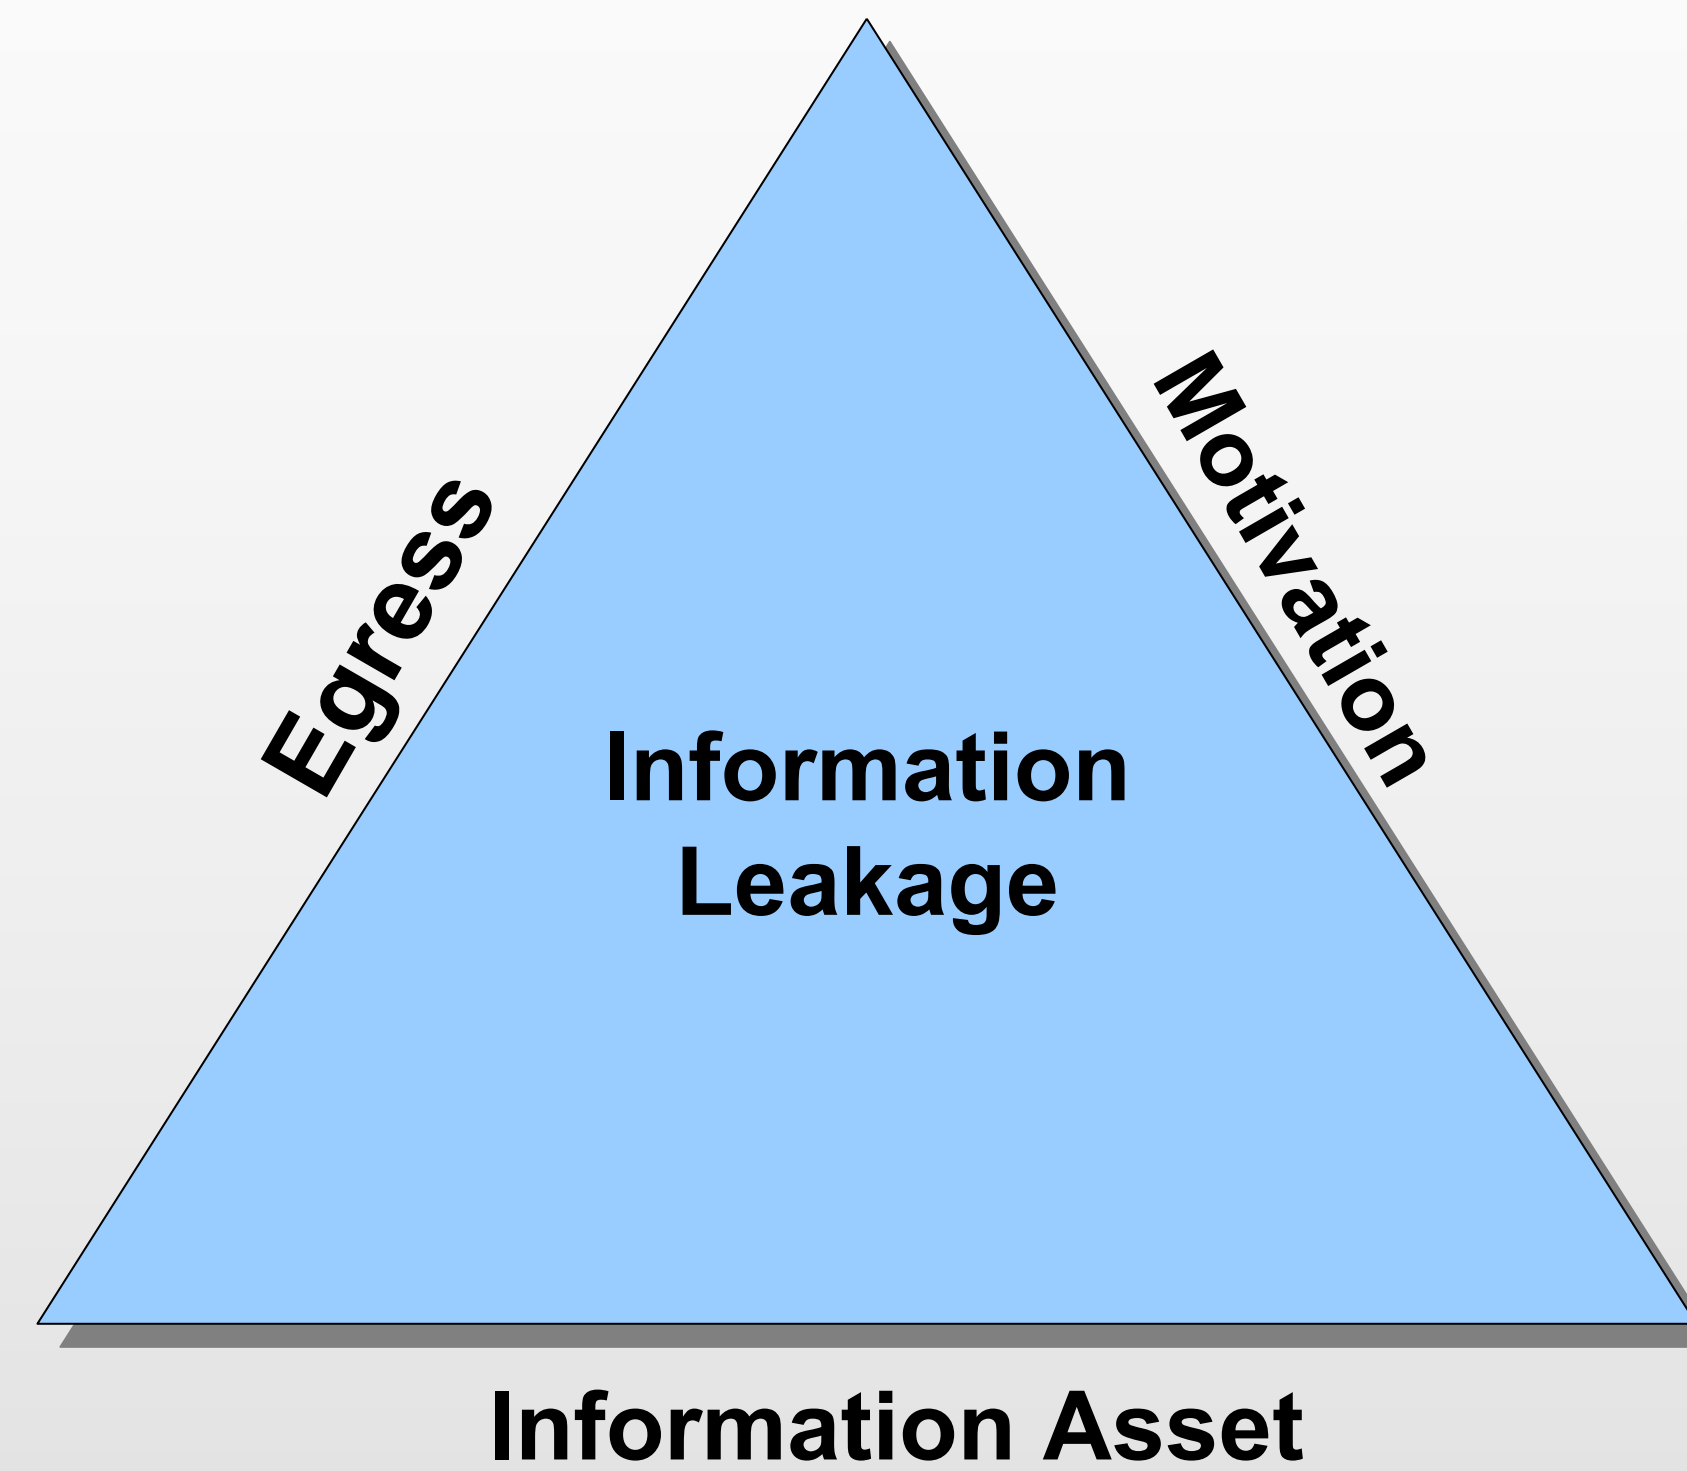 Egress
Motivation
Information
Leakage
Information Asset